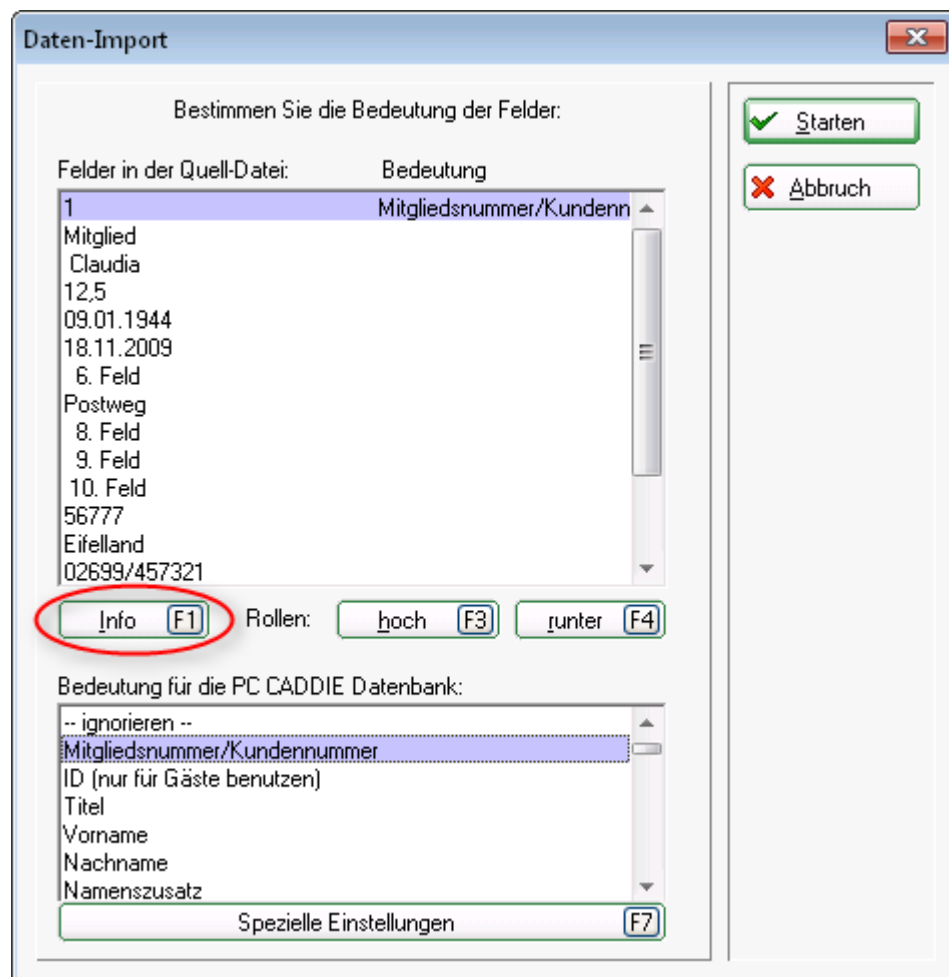 Daten-Import
Bestimmen Sie die Bedeutung der Felder:
Felder in der Quell-Datei: Bedeutung
1 Mitgliedsnummer/Kundenn
Mitglied
Claudia
12,5
09.01.1944
18.11.2009
6. Feld
Postweg
8. Feld
9. Feld
10. Feld
56777
Eifelland
02699/457321
Info F1 Rollen: hoch F3 runter F4
Bedeutung für die PC CADDIE Datenbank:
-- ignorieren --
Mitgliedsnummer/Kundennummer
ID (nur für Gäste benutzen)
Titel
Vorname
Nachname
Namenszusatz
Spezielle Einstellungen F7
Starten
Abbruch